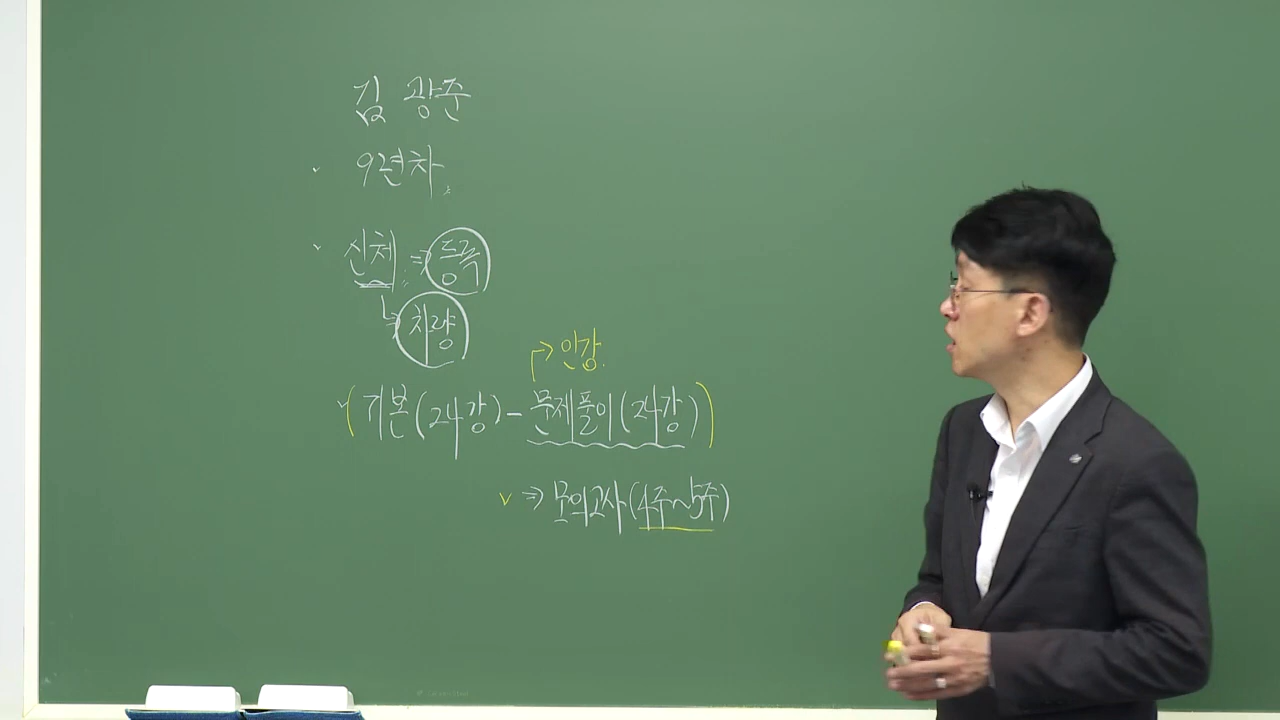 김 광준
9년차
신체 ⇒ 등록
↳ 차량
→ 인강.
(기본(24강) - 문제풀이(24강))
v ⇒ 모의고사(4주~5주)